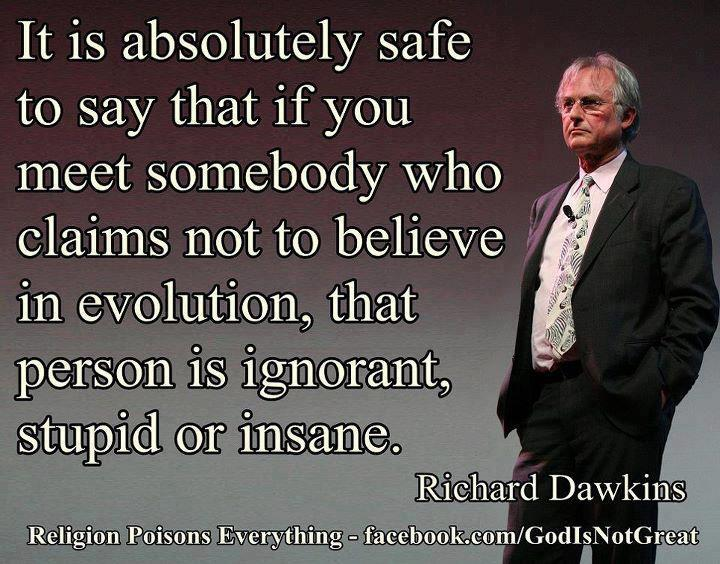 It is absolutely safe
to say that if you
meet somebody who
claims not to believe
in evolution, that
person is ignorant,
stupid or insane.
Richard Dawkins
Religion Poisons Everything - facebook.com/GodIsNotGreat